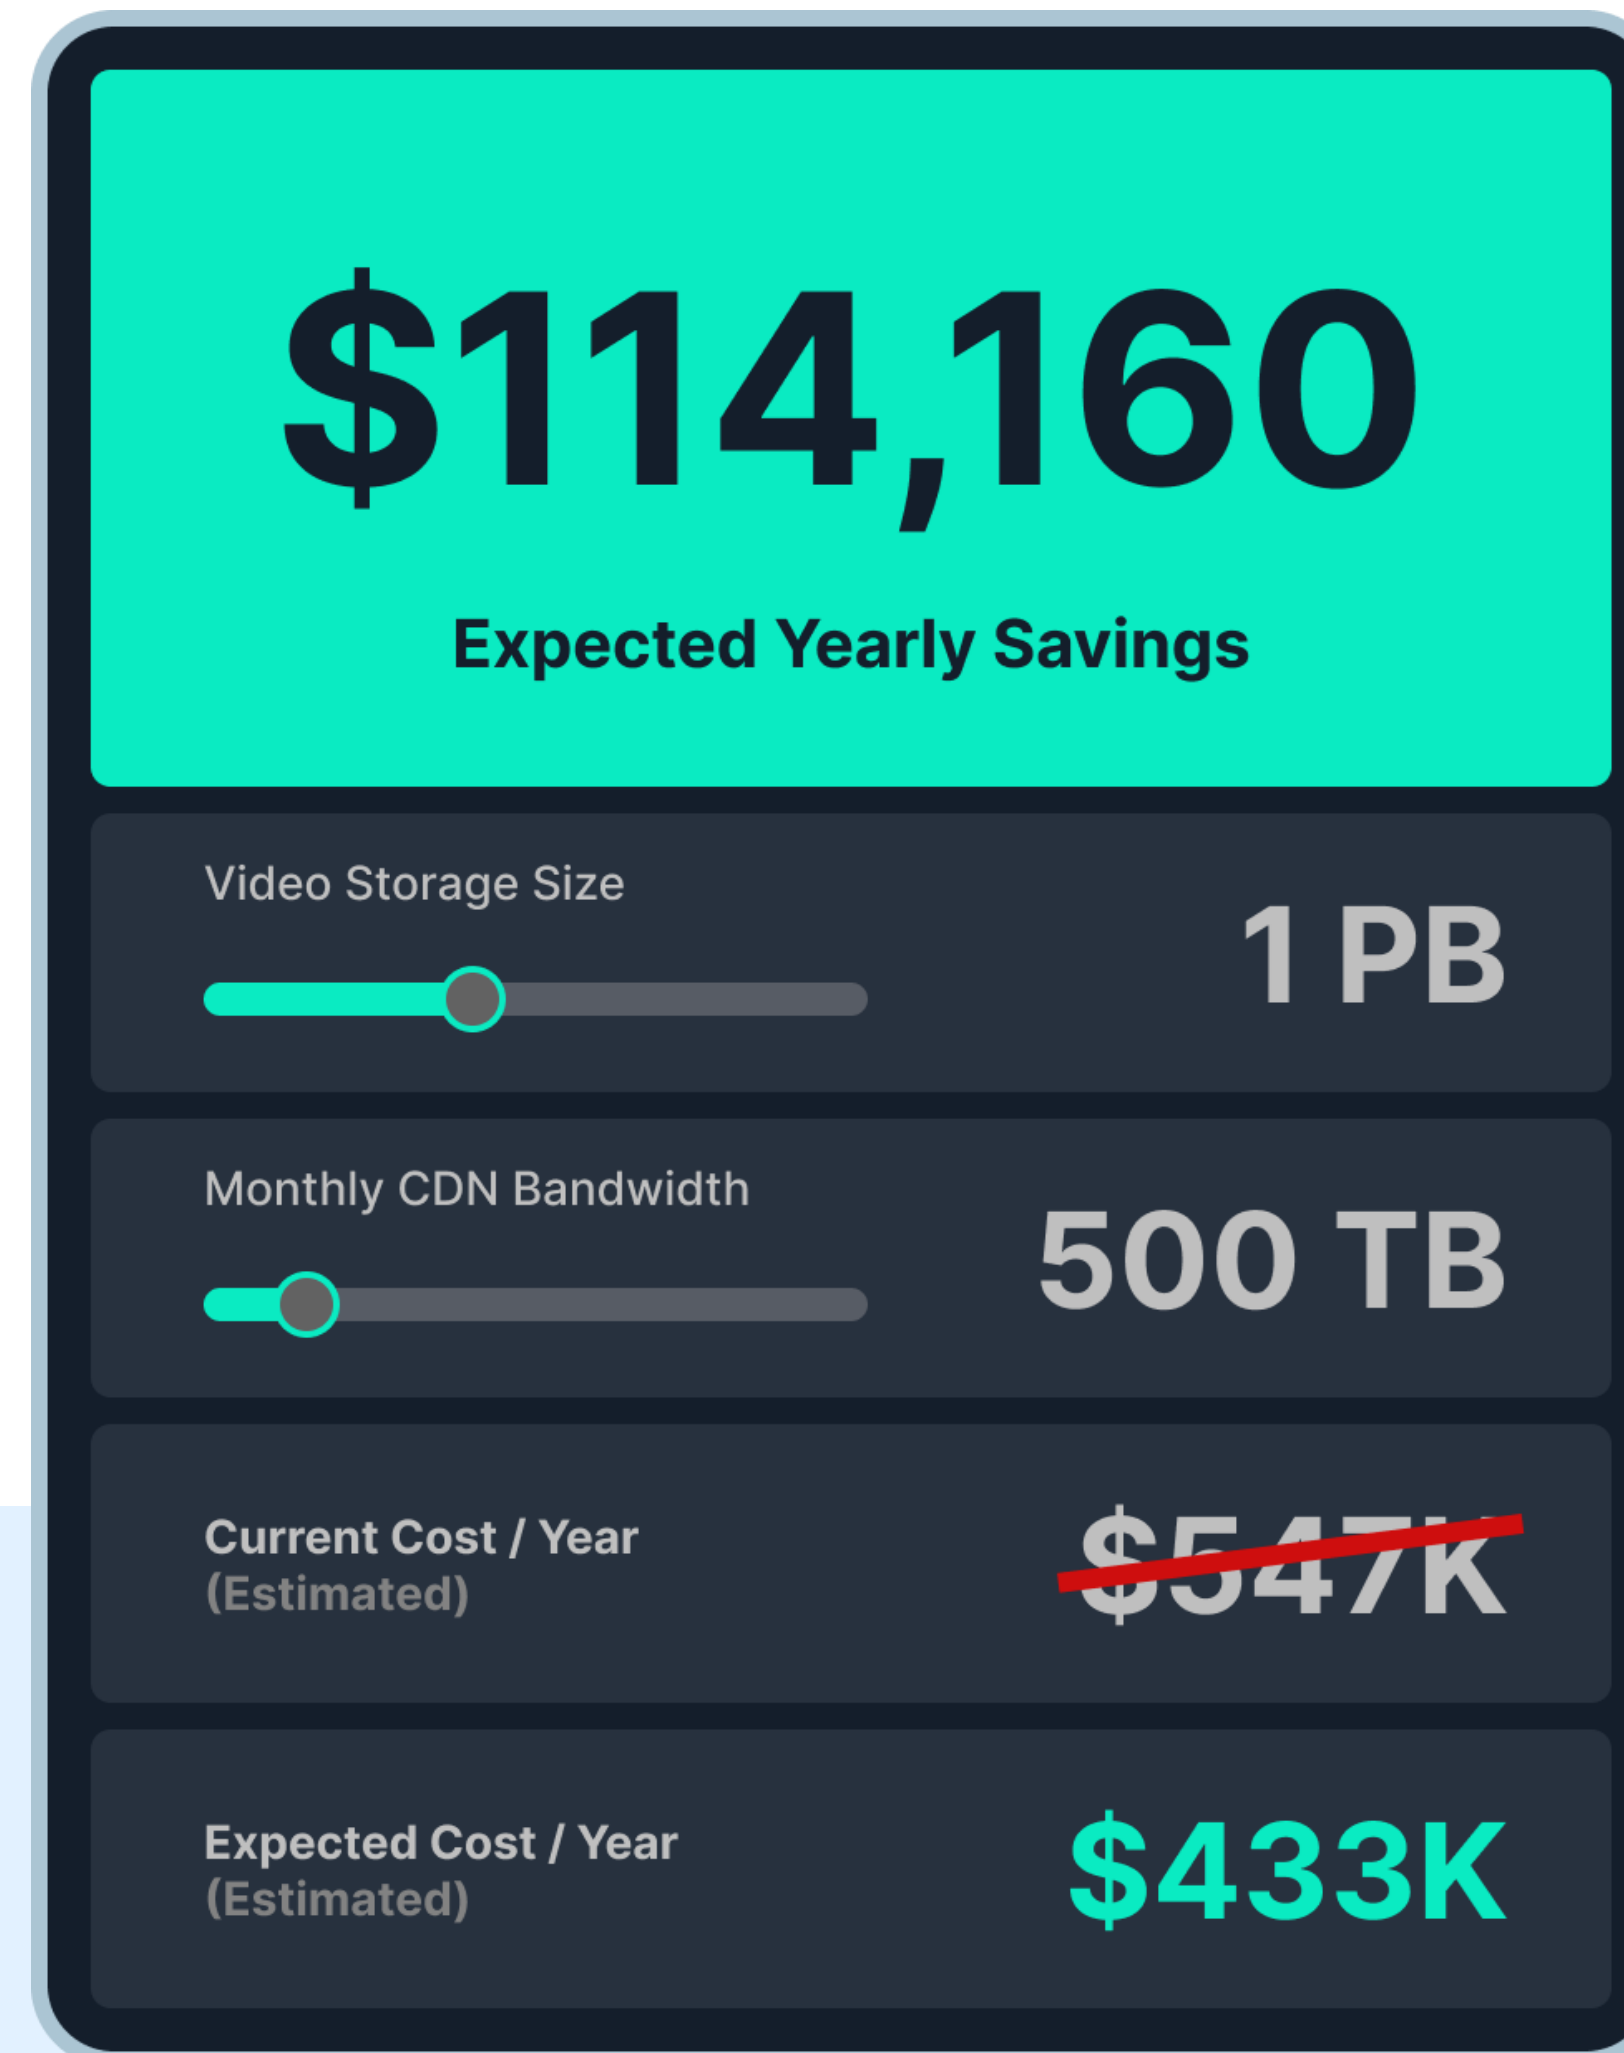 $114,160
Expected Yearly Savings
Video Storage Size
1 PB
Monthly CDN Bandwidth
500 TB
Current Cost / Year
(Estimated)
$547K
Expected Cost / Year
(Estimated)
$433K